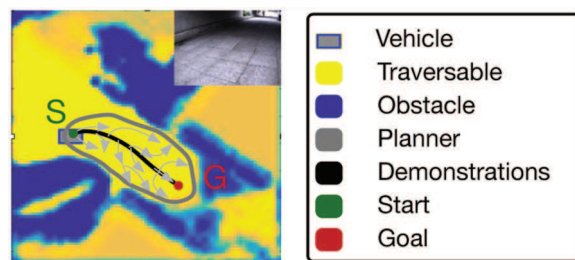 S
G
Vehicle
Traversable
Obstacle
Planner
Demonstrations
Start
Goal